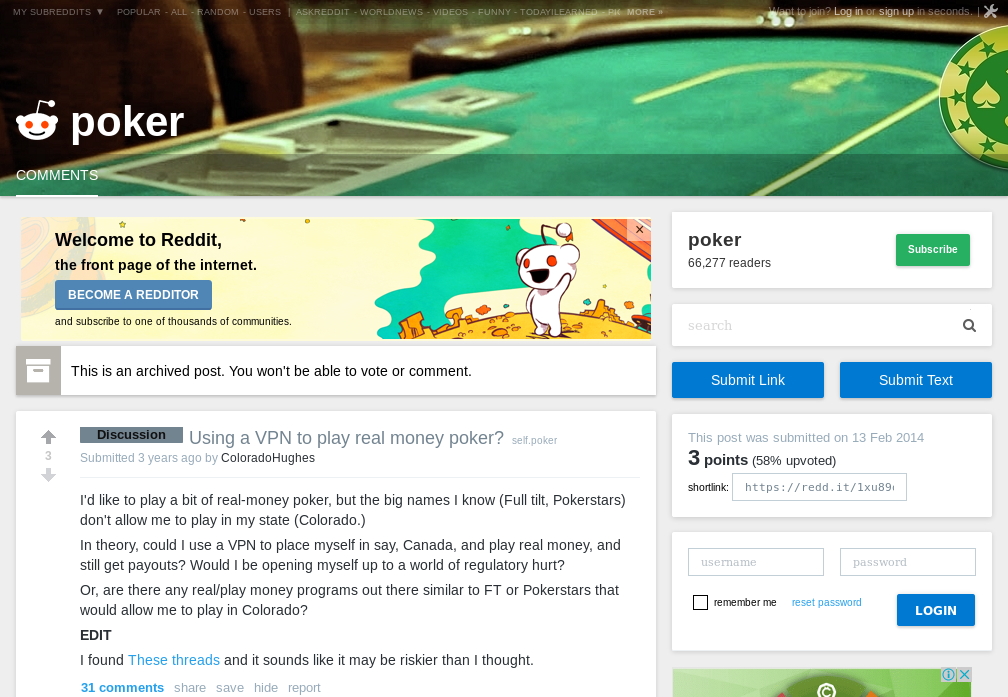 MY SUBREDDITS ▼ POPULAR - ALL - RANDOM - USERS | ASKREDDIT - WORLDNEWS - VIDEOS - FUNNY - TODAYILEARNED - MORE »
Want to join? Log in or sign up in seconds. |
poker
COMMENTS
Welcome to Reddit,
the front page of the internet.
BECOME A REDDITOR
and subscribe to one of thousands of communities.
×
This is an archived post. You won't be able to vote or comment.
3
Discussion Using a VPN to play real money poker? self.poker
Submitted 3 years ago by ColoradoHughes
I'd like to play a bit of real-money poker, but the big names I know (Full tilt, Pokerstars)
don't allow me to play in my state (Colorado.)
In theory, could I use a VPN to place myself in say, Canada, and play real money, and
still get payouts? Would I be opening myself up to a world of regulatory hurt?
Or, are there any real/play money programs out there similar to FT or Pokerstars that
would allow me to play in Colorado?
EDIT
I found These threads and it sounds like it may be riskier than I thought.
31 comments share save hide report
poker
66,277 readers
Subscribe
search
Submit Link
Submit Text
This post was submitted on 13 Feb 2014
3 points (58% upvoted)
shortlink: https://redd.it/1xu89
username
password
remember me reset password
LOGIN